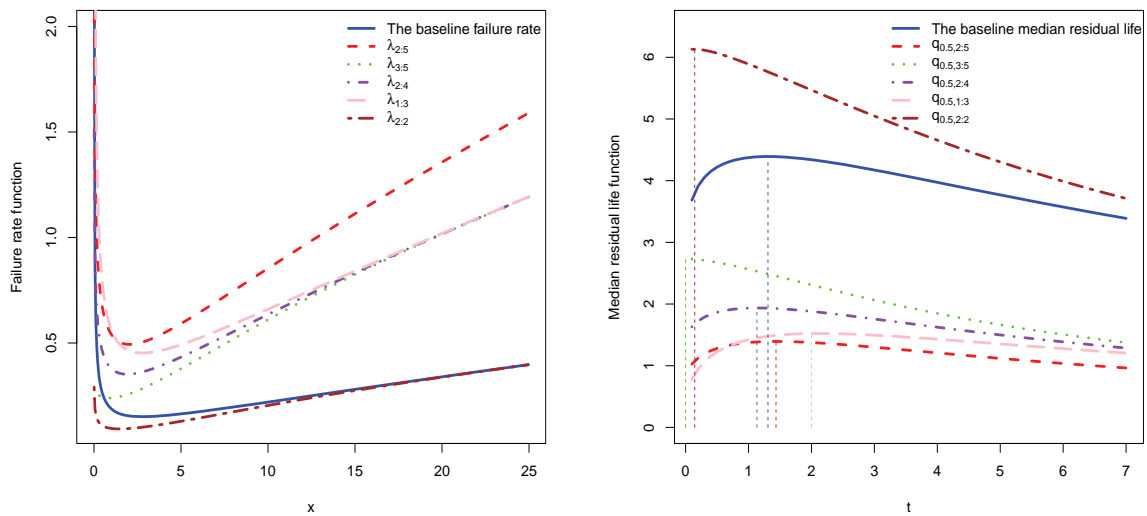 The baseline failure rate
λ2:5
λ3:5
λ2:4
λ1:3
λ2:2
Failure rate function
2.0
1.5
1.0
0.5
0 5 10 15 20 25
x
The baseline median residual life
q0.5,2:5
q0.5,3:5
q0.5,2:4
q0.5,1:3
q0.5,2:2
Median residual life function
6
5
4
3
2
1
0
0 1 2 3 4 5 6 7
t